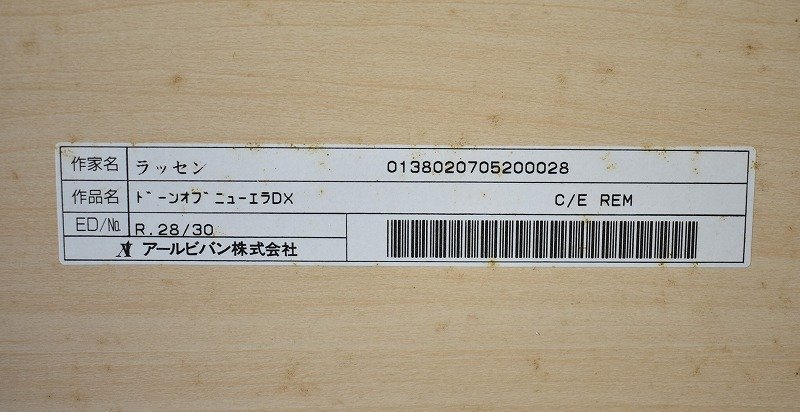 作家名 ラッセン 0138020705200028
作品名 ﾄﾞｰﾝｵﾌﾞﾆｭｰｴﾗDX C/E REM
ED/№ R.28/30
アールビバン株式会社